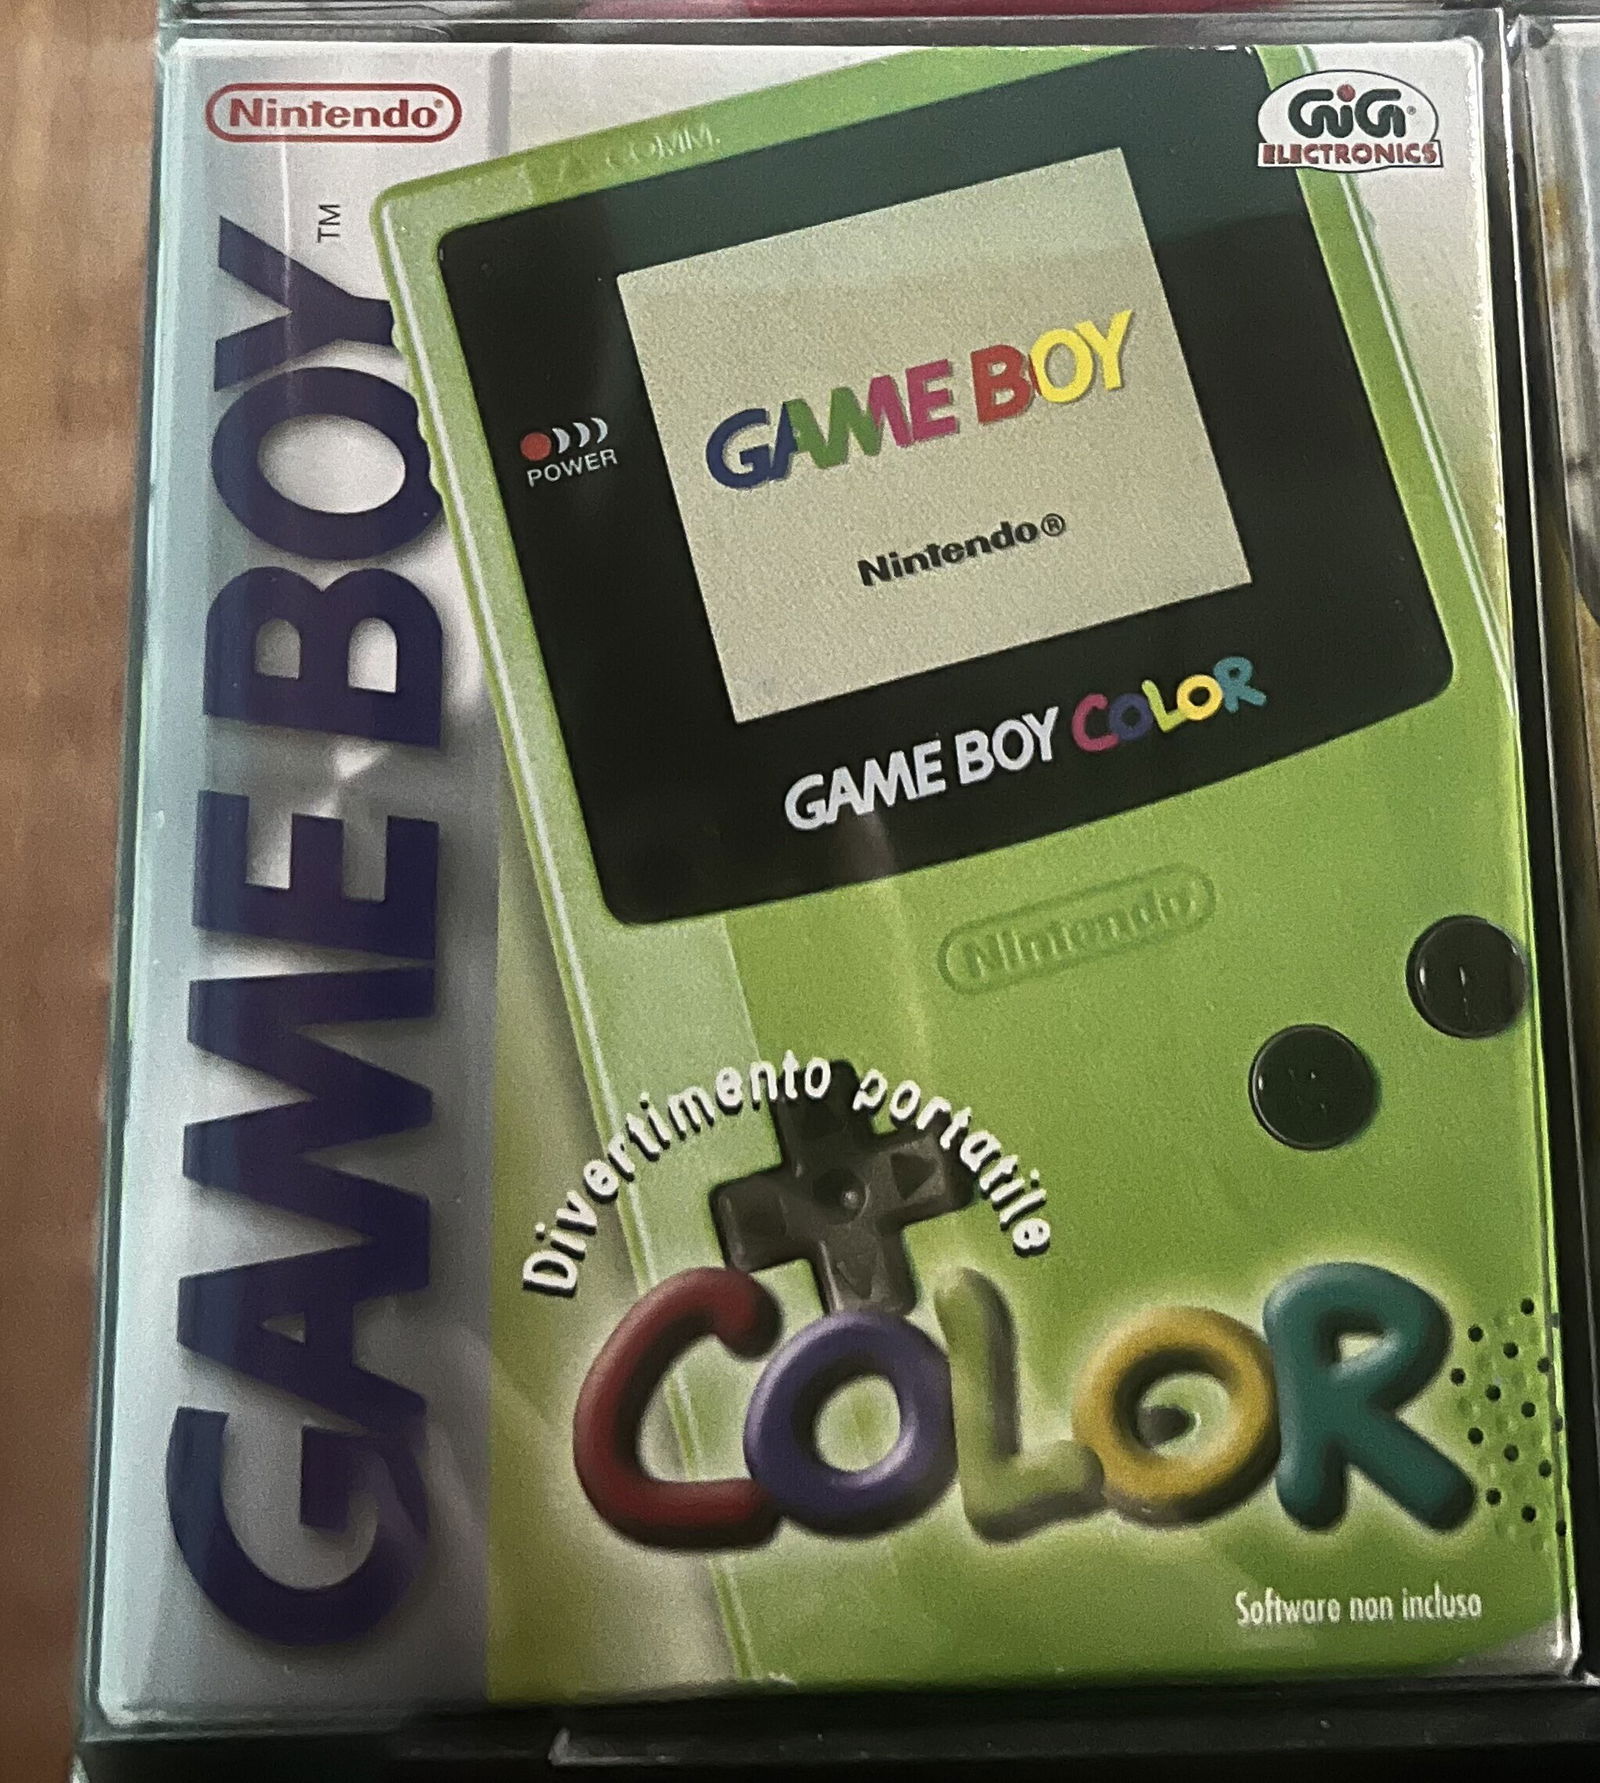 Nintendo®
GAME BOY
TM
COMM.
GiG®
ELECTRONICS
GAME BOY
Nintendo®
POWER
GAME BOY COLOR
Nintendo
Divertimento portatile
COLOR
Software non incluso